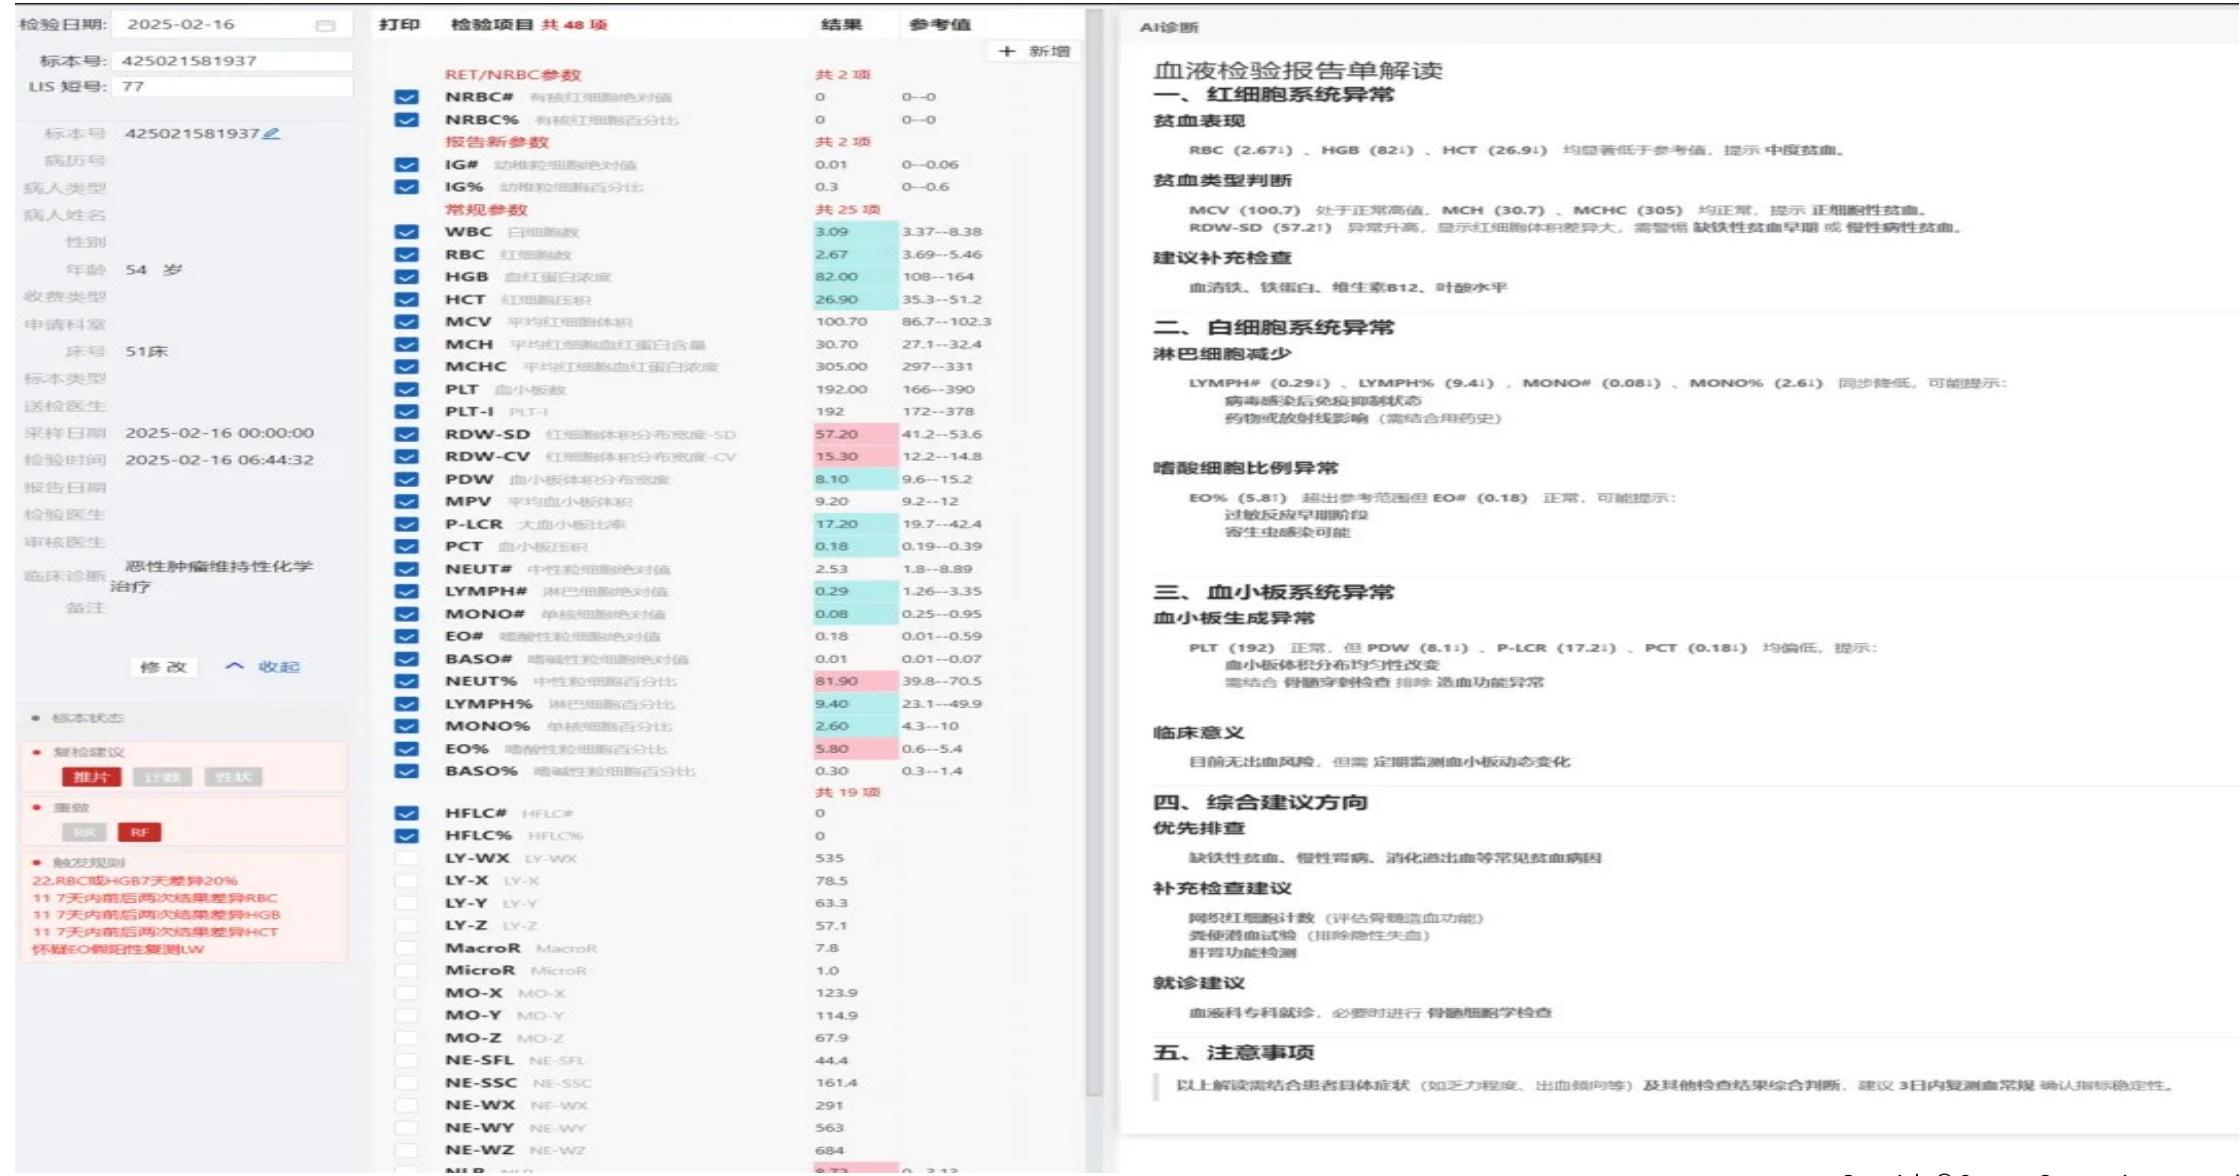 检验日期: 2025-02-16
标本号: 425021581937
LIS 短号: 77
标本号 425021581937
病历号
病人类型
病人姓名
性别
年龄 54 岁
收费类型
申请科室
床号 51床
标本类型
送检医生
采样日期 2025-02-16 00:00:00
检验时间 2025-02-16 06:44:32
报告日期
检验医生
审核医生
临床诊断 恶性肿瘤维持性化学
治疗
备注
修改 收起
标本状态
复检建议
推片 计数 性状
重做
RR RF
触发规则
22.RBC或HGB7天差异20%
11 7天内前后两次结果差异RBC
11 7天内前后两次结果差异HGB
11 7天内前后两次结果差异HCT
怀疑EO假阳性复测LW
打印 检验项目 共 48 项 结果 参考值
+ 新增
RET/NRBC参数 共 2 项
NRBC# 有核红细胞绝对值 0 0--0
NRBC% 有核红细胞百分比 0 0--0
报告新参数 共 2 项
IG# 幼稚粒细胞绝对值 0.01 0--0.06
IG% 幼稚粒细胞百分比 0.3 0--0.6
常规参数 共 25 项
WBC 白细胞数 3.09 3.37--8.38
RBC 红细胞数 2.67 3.69--5.46
HGB 血红蛋白浓度 82.00 108--164
HCT 红细胞压积 26.90 35.3--51.2
MCV 平均红细胞体积 100.70 86.7--102.3
MCH 平均红细胞血红蛋白含量 30.70 27.1--32.4
MCHC 平均红细胞血红蛋白浓度 305.00 297--331
PLT 血小板数 192.00 166--390
PLT-I PLT-I 192 172--378
RDW-SD 红细胞体积分布宽度-SD 57.20 41.2--53.6
RDW-CV 红细胞体积分布宽度-CV 15.30 12.2--14.8
PDW 血小板体积分布宽度 8.10 9.6--15.2
MPV 平均血小板体积 9.20 9.2--12
P-LCR 大血小板比率 17.20 19.7--42.4
PCT 血小板压积 0.18 0.19--0.39
NEUT# 中性粒细胞绝对值 2.53 1.8--8.89
LYMPH# 淋巴细胞绝对值 0.29 1.26--3.35
MONO# 单核细胞绝对值 0.08 0.25--0.95
EO# 嗜酸性粒细胞绝对值 0.18 0.01--0.59
BASO# 嗜碱性粒细胞绝对值 0.01 0.01--0.07
NEUT% 中性粒细胞百分比 81.90 39.8--70.5
LYMPH% 淋巴细胞百分比 9.40 23.1--49.9
MONO% 单核细胞百分比 2.60 4.3--10
EO% 嗜酸性粒细胞百分比 5.80 0.6--5.4
BASO% 嗜碱性粒细胞百分比 0.30 0.3--1.4
共 19 项
HFLC# HFLC# 0
HFLC% HFLC% 0
LY-WX LY-WX 535
LY-X LY-X 78.5
LY-Y LY-Y 63.3
LY-Z LY-Z 57.1
MacroR MacroR 7.8
MicroR MicroR 1.0
MO-X MO-X 123.9
MO-Y MO-Y 114.9
MO-Z MO-Z 67.9
NE-SFL NE-SFL 44.4
NE-SSC NE-SSC 161.4
NE-WX NE-WX 291
NE-WY NE-WY 563
NE-WZ NE-WZ 684
AI诊断
血液检验报告单解读
一、红细胞系统异常
贫血表现
RBC (2.67↓) 、HGB (82↓) 、HCT (26.9↓) 均显著低于参考值，提示 中度贫血。
贫血类型判断
MCV (100.7) 处于正常高值，MCH (30.7) 、MCHC (305) 均正常，提示 正细胞性贫血。
RDW-SD (57.2↑) 异常升高，显示红细胞体积差异大，需警惕 缺铁性贫血早期 或 慢性病性贫血。
建议补充检查
血清铁、铁蛋白、维生素B12、叶酸水平
二、白细胞系统异常
淋巴细胞减少
LYMPH# (0.29↓) 、LYMPH% (9.4↓) ，MONO# (0.08↓) 、MONO% (2.6↓) 同步降低，可能提示：
病毒感染后免疫抑制状态
药物或放射线影响（需结合用药史）
嗜酸细胞比例异常
EO% (5.8↑) 超出参考范围但 EO# (0.18) 正常，可能提示：
过敏反应早期阶段
寄生虫感染可能
三、血小板系统异常
血小板生成异常
PLT (192) 正常，但 PDW (8.1↓) 、P-LCR (17.2↓) 、PCT (0.18↓) 均偏低，提示：
血小板体积分布均匀性改变
需结合 骨髓穿刺检查 排除 造血功能异常
临床意义
目前无出血风险，但需 定期监测血小板动态变化
四、综合建议方向
优先排查
缺铁性贫血、慢性肾病、消化道出血等常见贫血病因
补充检查建议
网织红细胞计数（评估骨髓造血功能）
粪便潜血试验（排除隐性失血）
肝肾功能检测
就诊建议
血液科专科就诊，必要时进行 骨髓细胞学检查
五、注意事项
以上解读需结合患者具体症状（如乏力程度、出血倾向等）及其他检查结果综合判断，建议 3日内复测血常规 确认指标稳定性。